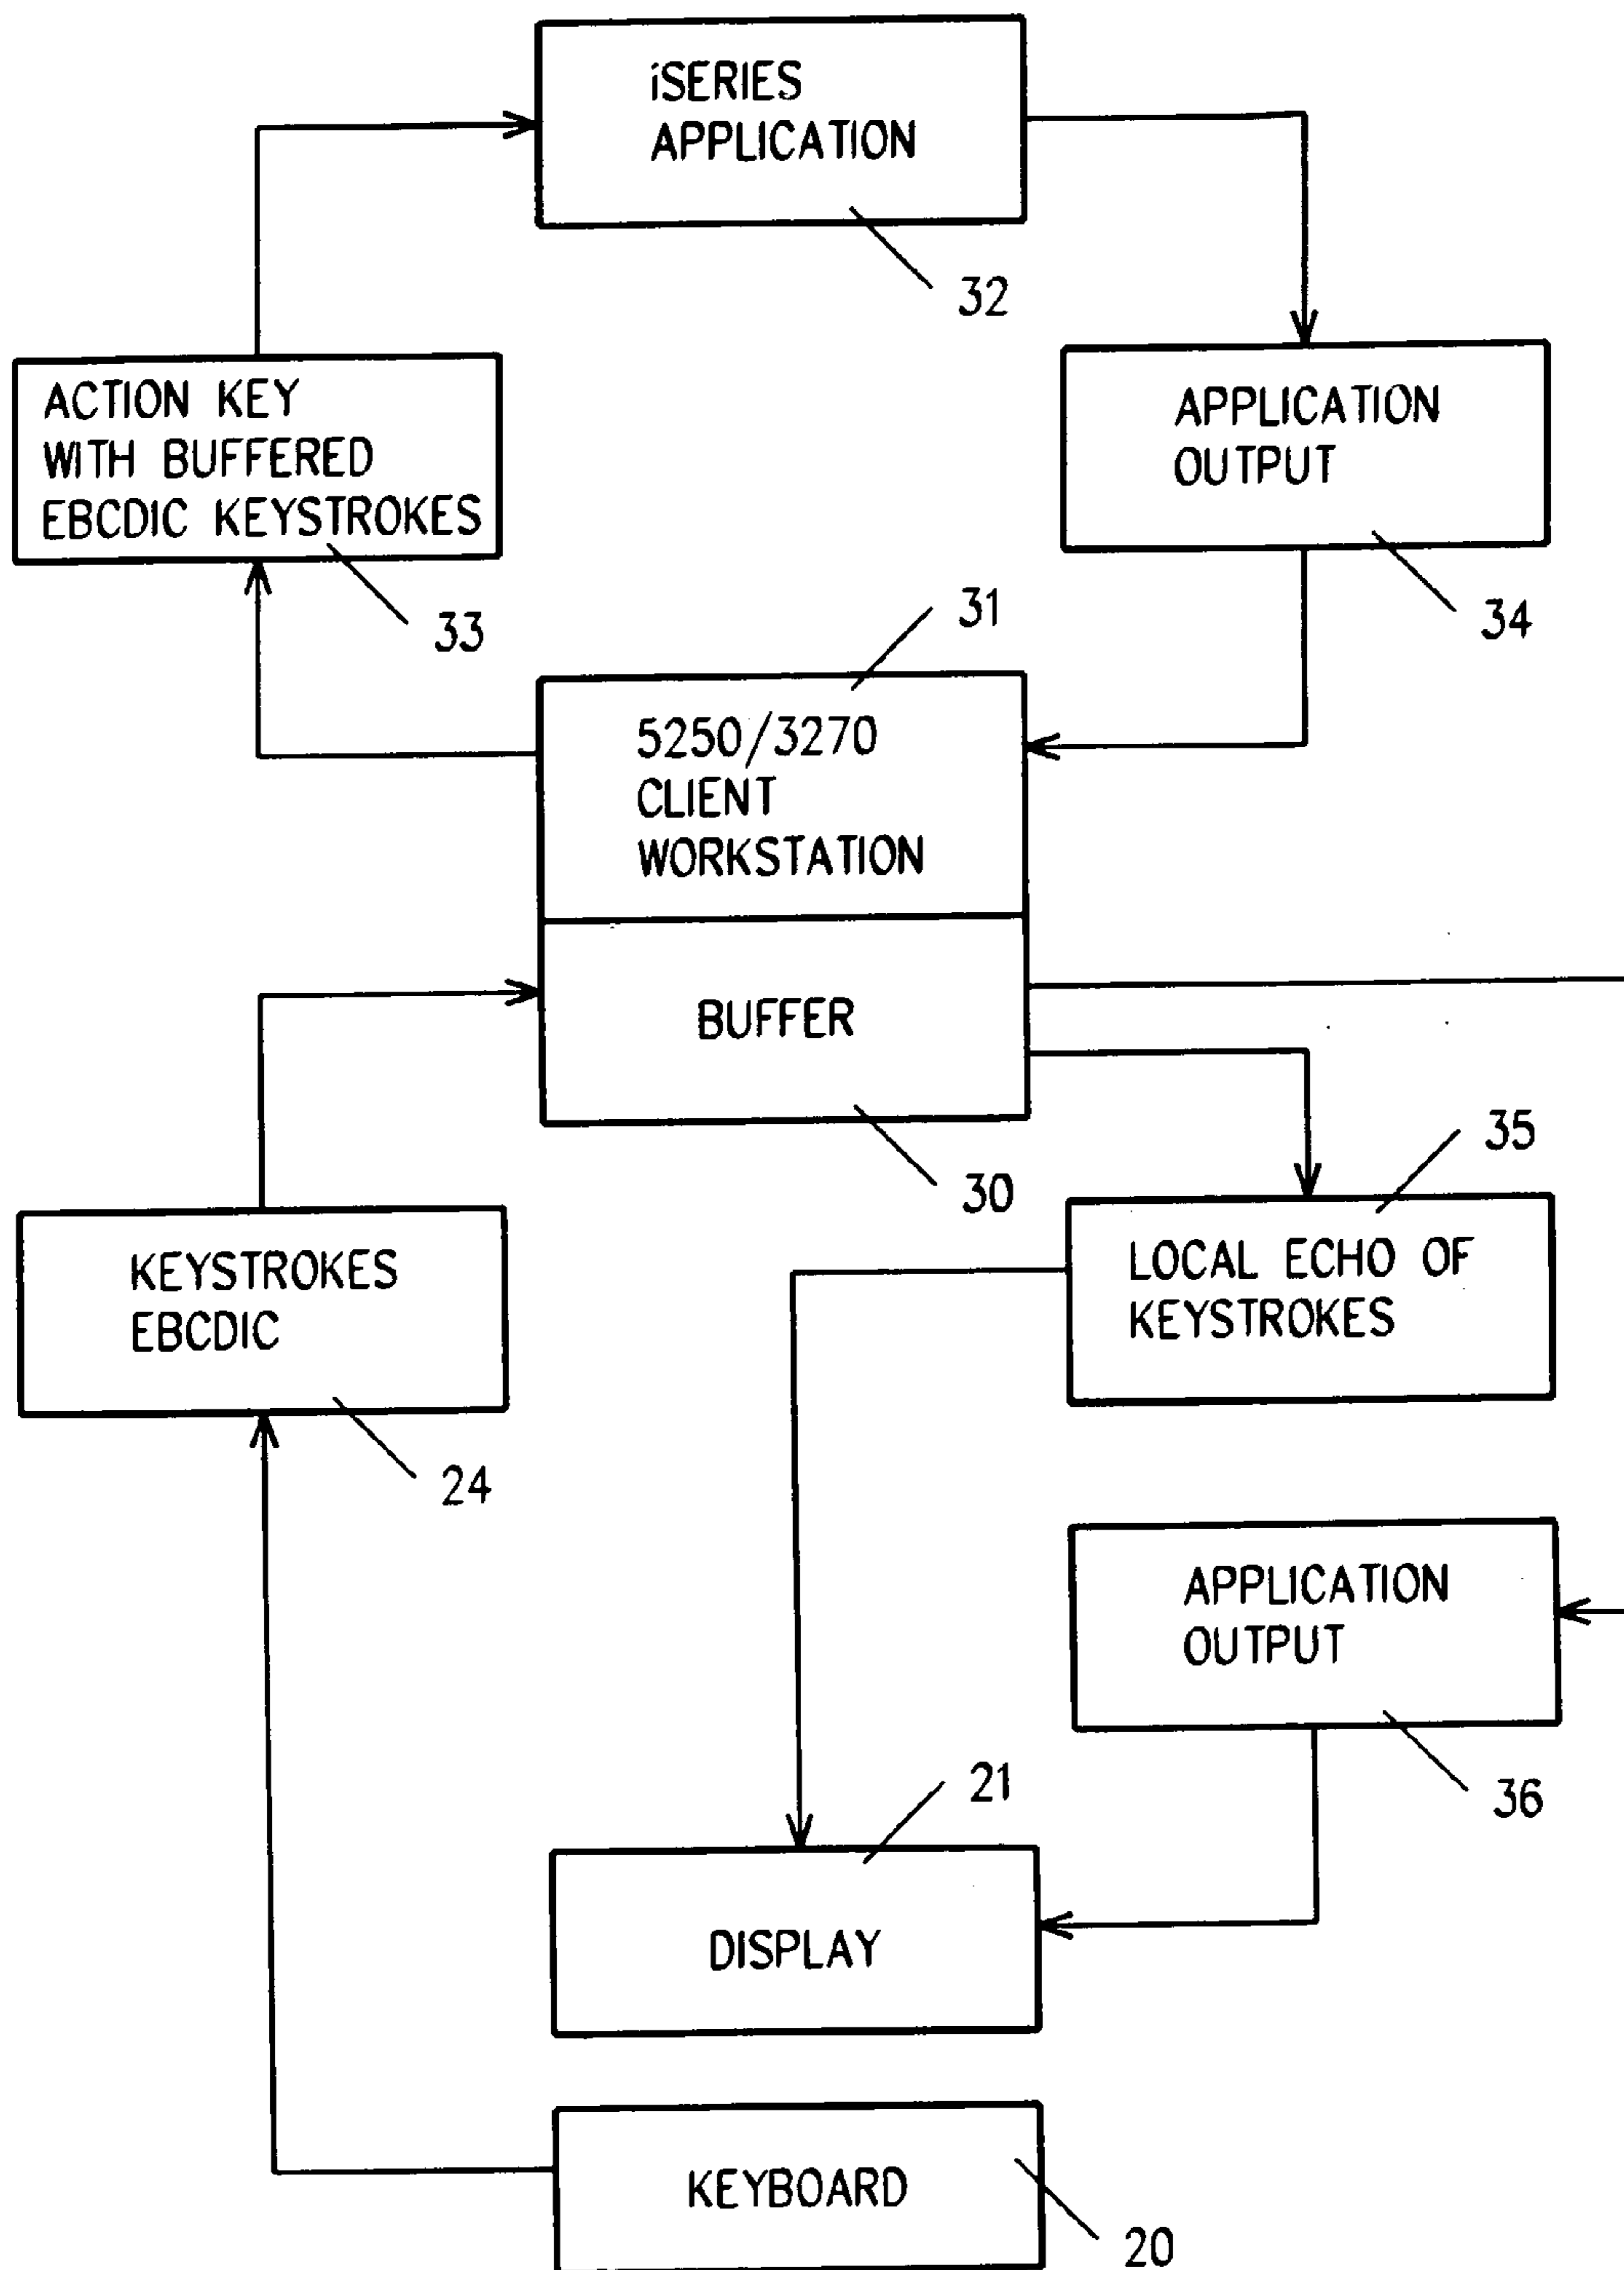 iSERIES
APPLICATION
32
ACTION KEY
WITH BUFFERED
EBCDIC KEYSTROKES
33
APPLICATION
OUTPUT
34
31
5250/3270
CLIENT
WORKSTATION
BUFFER
30
35
LOCAL ECHO OF
KEYSTROKES
KEYSTROKES
EBCDIC
24
APPLICATION
OUTPUT
36
21
DISPLAY
KEYBOARD
20